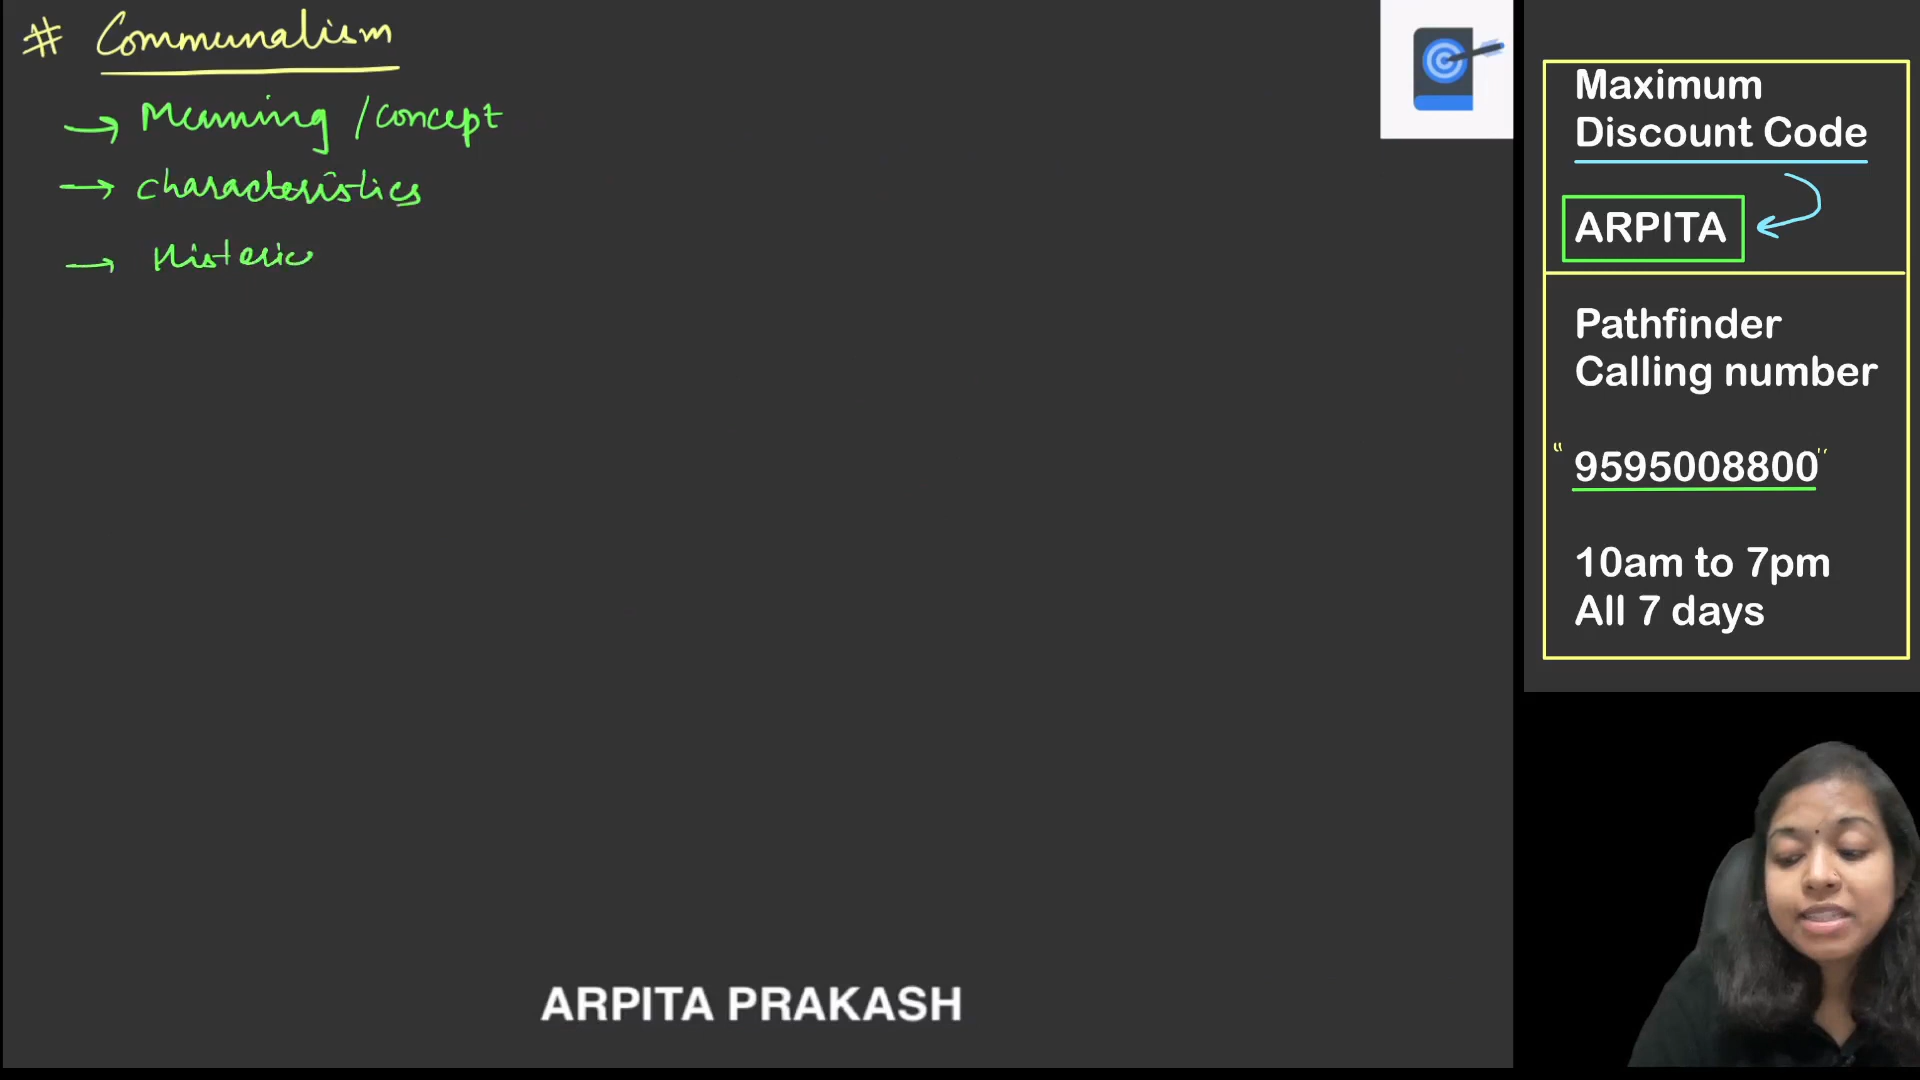 # Communalism
→ Meaning / concept
→ characteristics
→ Historic
ARPITA PRAKASH
Maximum
Discount Code
ARPITA
Pathfinder
Calling number
"9595008800"
10am to 7pm
All 7 days